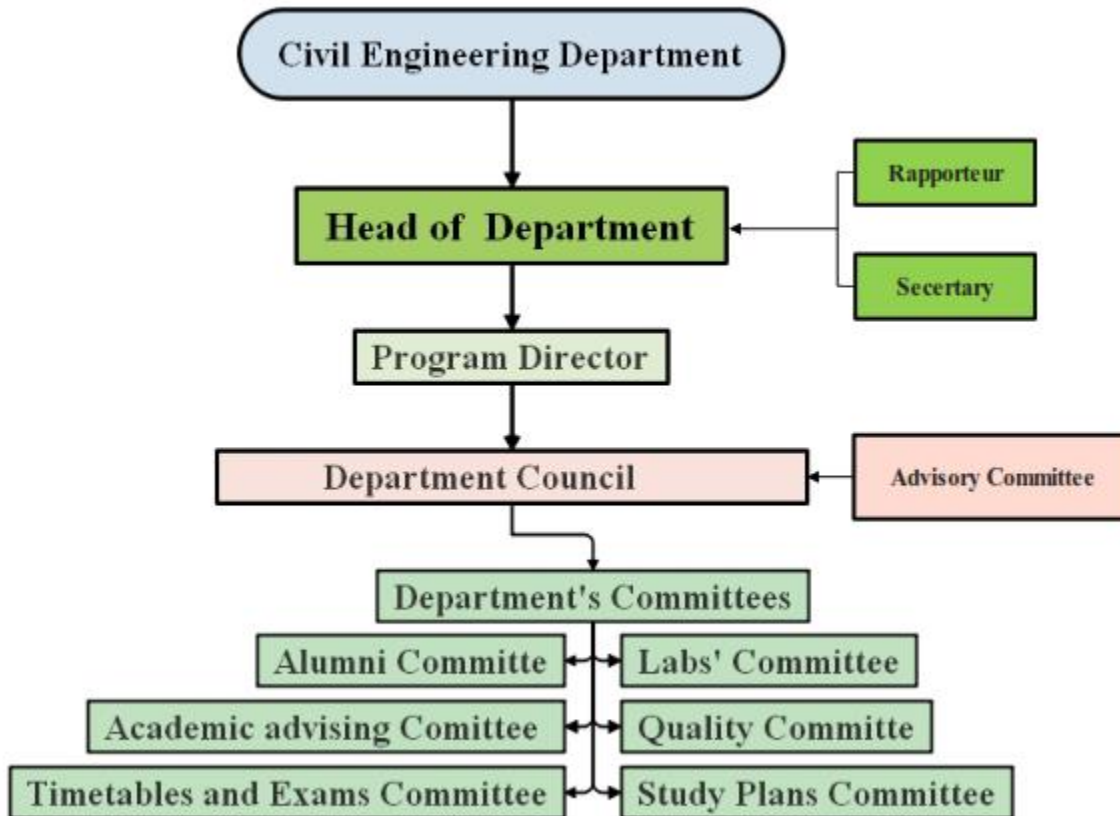 Civil Engineering Department
Rapporteur
Head of Department
Secertary
Program Director
Department Council
Advisory Committee
Department's Committees
Alumni Committe
Labs' Committee
Academic advising Comittee
Quality Committe
Timetables and Exams Committee
Study Plans Committee